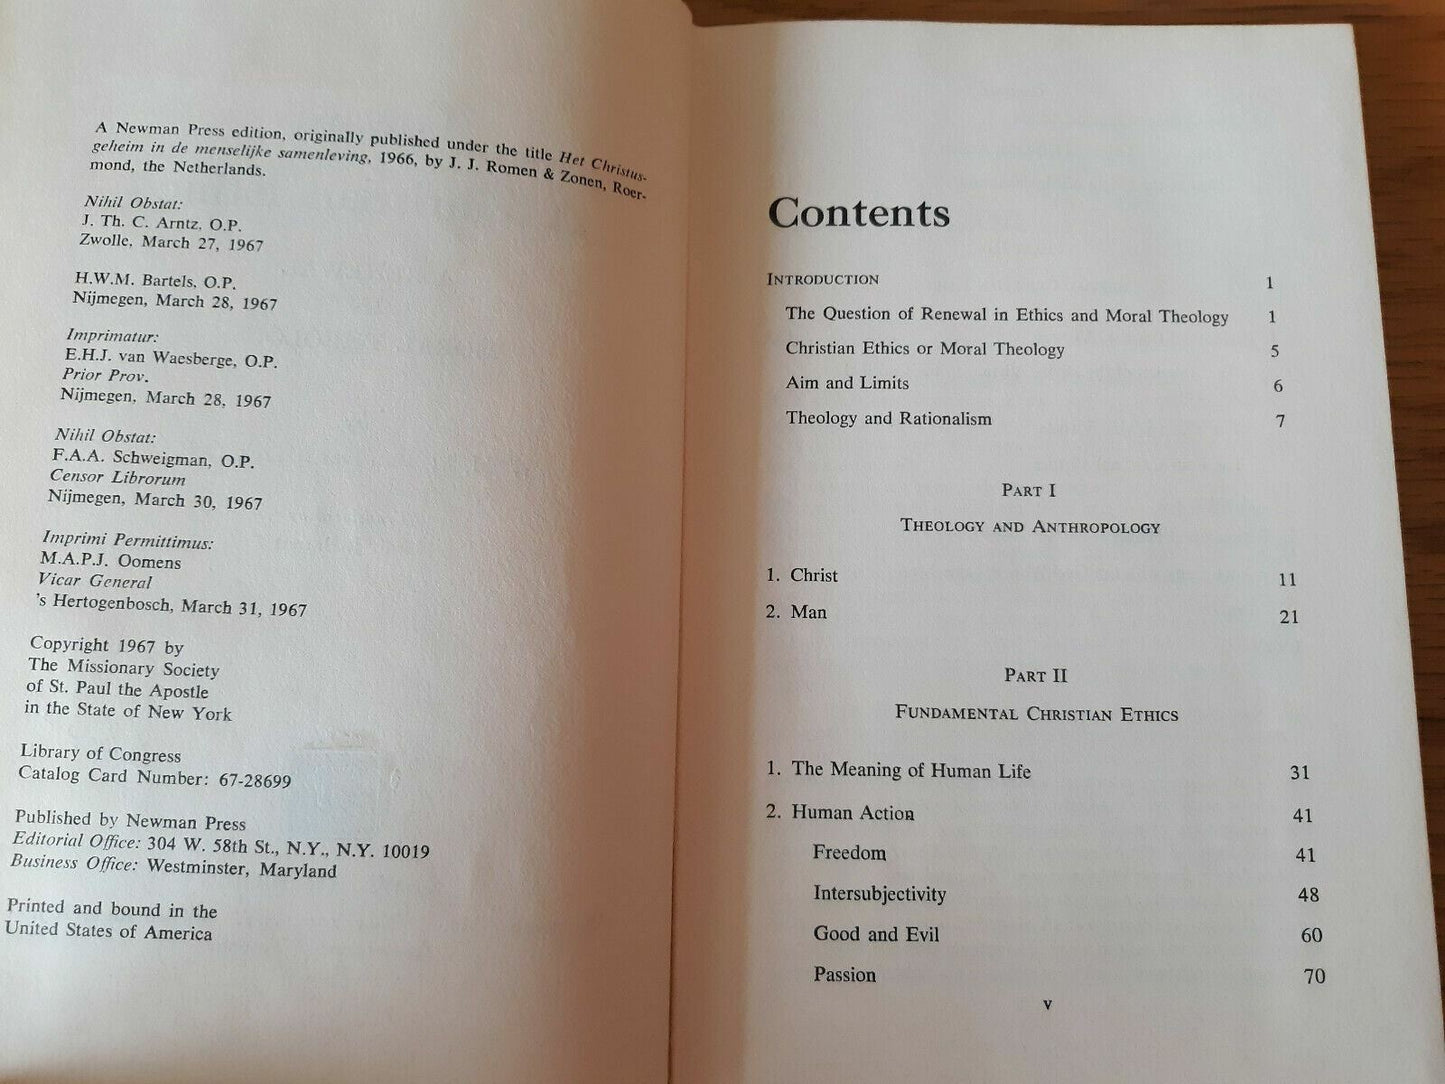 A Newman Press edition, originally published under the title Het Christus-
geheim in de menselijke samenleving, 1966, by J. J. Romen & Zonen, Roer-
mond, the Netherlands.
Nihil Obstat:
J. Th. C. Arntz, O.P.
Zwolle, March 27, 1967
H.W.M. Bartels, O.P.
Nijmegen, March 28, 1967
Imprimatur:
E.H.J. van Waesberge, O.P.
Prior Prov.
Nijmegen, March 28, 1967
Nihil Obstat:
F.A.A. Schweigman, O.P.
Censor Librorum
Nijmegen, March 30, 1967
Imprimi Permittimus:
M.A.P.J. Oomens
Vicar General
's Hertogenbosch, March 31, 1967
Copyright 1967 by
The Missionary Society
of St. Paul the Apostle
in the State of New York
Library of Congress
Catalog Card Number: 67-28699
Published by Newman Press
Editorial Office: 304 W. 58th St., N.Y., N.Y. 10019
Business Office: Westminster, Maryland
Printed and bound in the
United States of America
Contents
INTRODUCTION 1
The Question of Renewal in Ethics and Moral Theology 1
Christian Ethics or Moral Theology 5
Aim and Limits 6
Theology and Rationalism 7
PART I
THEOLOGY AND ANTHROPOLOGY
1. Christ 11
2. Man 21
PART II
FUNDAMENTAL CHRISTIAN ETHICS
1. The Meaning of Human Life 31
2. Human Action 41
Freedom 41
Intersubjectivity 48
Good and Evil 60
Passion 70
v